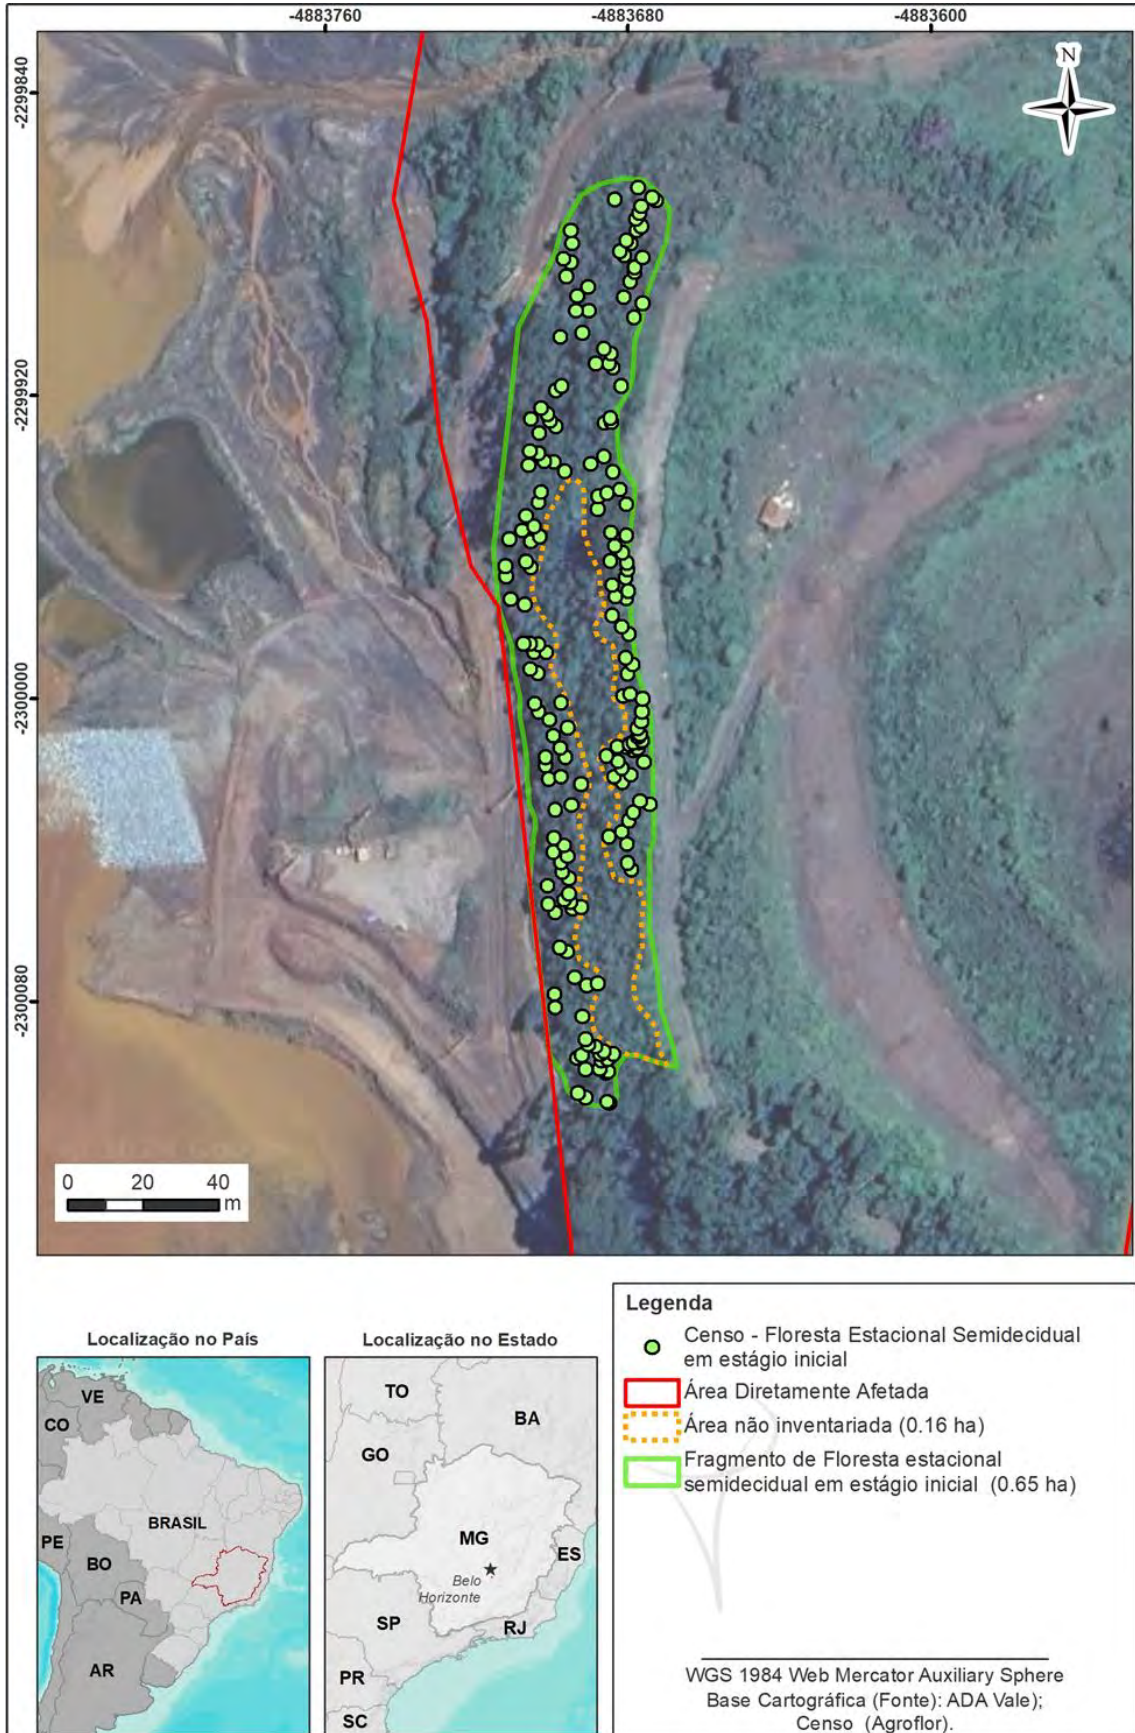 -4883760
-4883680
-4883600
N
-2299840
-2299920
-2300000
-2300080
0 20 40
m
Localização no País
VE
CO
BRASIL
PE
BO
PA
AR
Localização no Estado
TO
BA
GO
MG
ES
Belo
Horizonte
SP
RJ
PR
SC
Legenda
Censo - Floresta Estacional Semidecidual
em estágio inicial
Área Diretamente Afetada
Área não inventariada (0.16 ha)
Fragmento de Floresta estacional
semidecidual em estágio inicial (0.65 ha)
WGS 1984 Web Mercator Auxiliary Sphere
Base Cartográfica (Fonte): ADA Vale);
Censo (Agroflor).